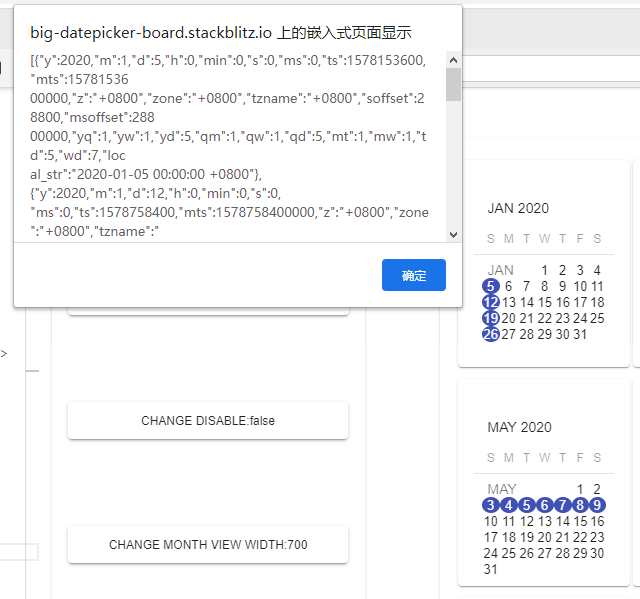 big-datepicker-board.stackblitz.io 上的嵌入式页面显示
[{"y":2020,"m":1,"d":5,"h":0,"min":0,"s":0,"ms":0,"ts":1578153600,
"mts":15781536
00000,"z":"+0800","zone":"+0800","tzname":"+0800","soffset":2
8800,"msoffset":288
00000,"yq":1,"yw":1,"yd":5,"qm":1,"qw":1,"qd":5,"mt":1,"mw":1,"t
d":5,"wd":7,"loc
al_str":"2020-01-05 00:00:00 +0800"},
{"y":2020,"m":1,"d":12,"h":0,"min":0,"s":0,
"ms":0,"ts":1578758400,"mts":1578758400000,"z":"+0800","zone
":"+0800","tzname":"
确定
>
CHANGE DISABLE:false
CHANGE MONTH VIEW WIDTH:700
JAN 2020
S M T W T F S
JAN 1 2 3 4
5 6 7 8 9 10 11
12 13 14 15 16 17 18
19 20 21 22 23 24 25
26 27 28 29 30 31
MAY 2020
S M T W T F S
MAY 1 2
3 4 5 6 7 8 9
10 11 12 13 14 15 16
17 18 19 20 21 22 23
24 25 26 27 28 29 30
31